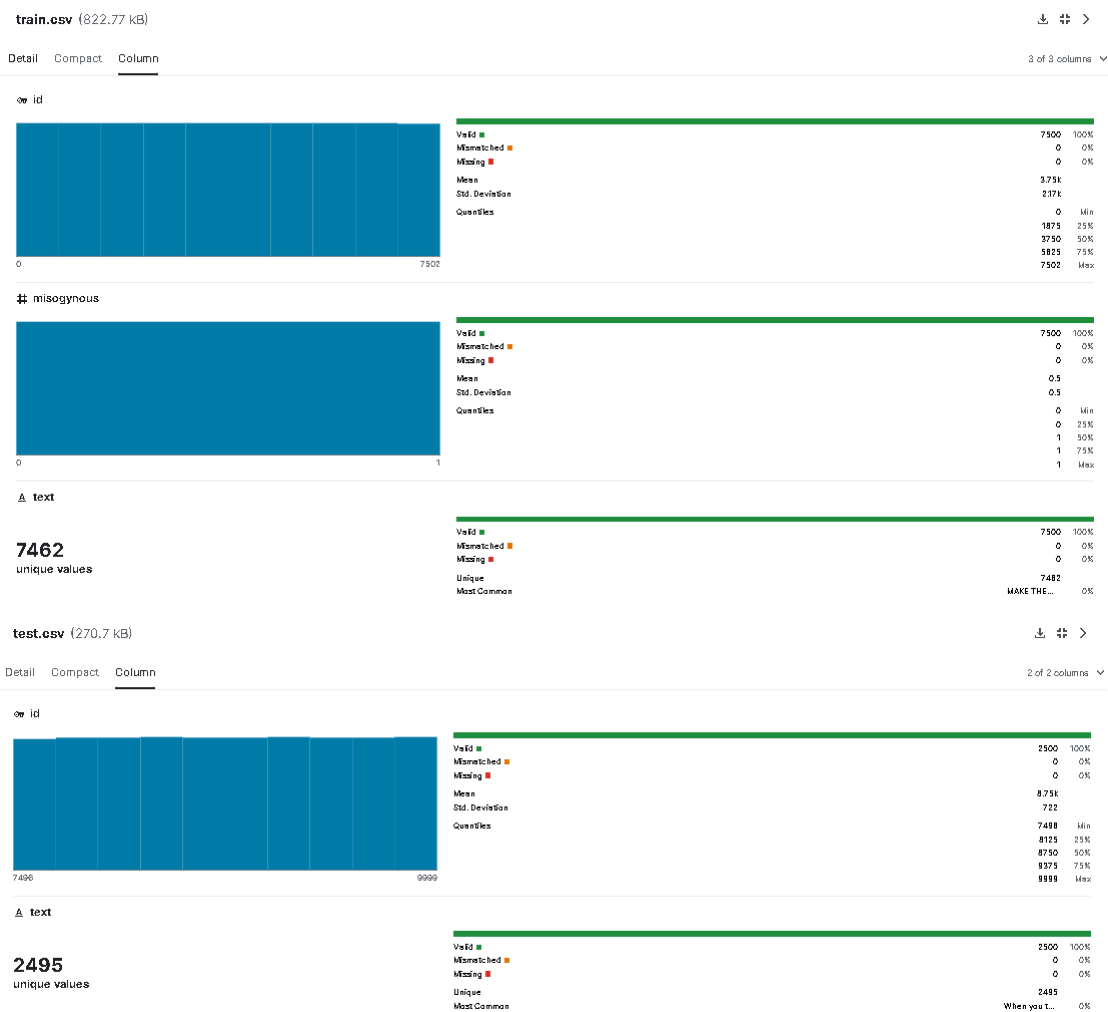 train.csv (822.77 kB)
Detail Compact Column 3 of 3 columns
id
Valid 7500 100%
Mismatched 0 0%
Missing 0 0%
Mean 3.75k
Std. Deviation 2.17k
Quantiles 0 Min
1875 25%
3750 50%
5625 75%
7502 Max
0 7502
# misogynous
Valid 7500 100%
Mismatched 0 0%
Missing 0 0%
Mean 0.5
Std. Deviation 0.5
Quantiles 0 Min
0 25%
1 50%
1 75%
1 Max
0 1
A text
7462
unique values
Valid 7500 100%
Mismatched 0 0%
Missing 0 0%
Unique 7462
Most Common MAKE THE... 0%
test.csv (270.7 kB)
Detail Compact Column 2 of 2 columns
id
Valid 2500 100%
Mismatched 0 0%
Missing 0 0%
Mean 8.75k
Std. Deviation 722
Quantiles Min
8125 25%
8750 50%
9375 75%
9999 Max
9999
A text
2495
unique values
Valid 2500 100%
Mismatched 0 0%
Missing 0 0%
Unique 2495
Most Common When you t... 0%